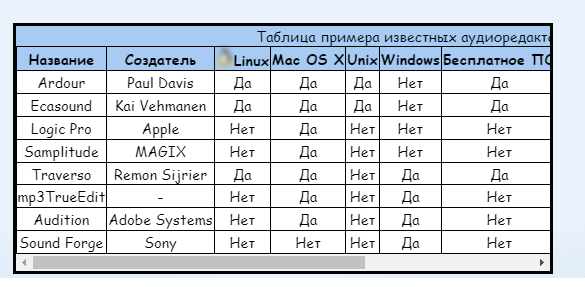 Таблица примера известных аудиоредакт
Название Создатель Linux Mac OS X Unix Windows Бесплатное ПО
Ardour Paul Davis Да Да Да Нет Да
Ecasound Kai Vehmanen Да Да Да Нет Да
Logic Pro Apple Нет Да Нет Нет Нет
Samplitude MAGIX Нет Да Нет Нет Нет
Traverso Remon Sijrier Да Да Нет Да Да
mp3TrueEdit - Нет Да Нет Да Нет
Audition Adobe Systems Нет Да Нет Да Нет
Sound Forge Sony Нет Нет Нет Да Нет